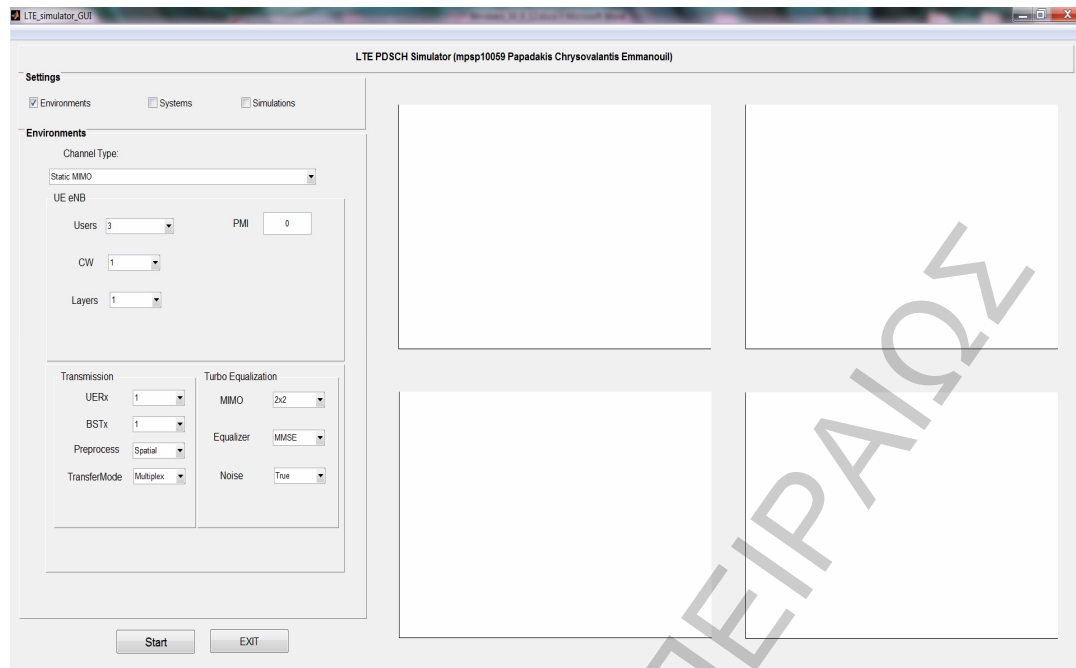 LTE_simulator_GUI
LTE PDSCH Simulator (mpsp10059 Papadakis Chrysovalantis Emmanouil)
Settings
Environments Systems Simulations
Environments
Channel Type:
Static MIMO
UE eNB
Users 3 PMI 0
CW 1
Layers 1
Transmission
UERx 1
BSTx 1
Preprocess Spatial
TransferMode Multiplex
Turbo Equalization
MIMO 2x2
Equalizer MMSE
Noise True
Start EXIT
ΠΕΙΡΑΙΩΣ